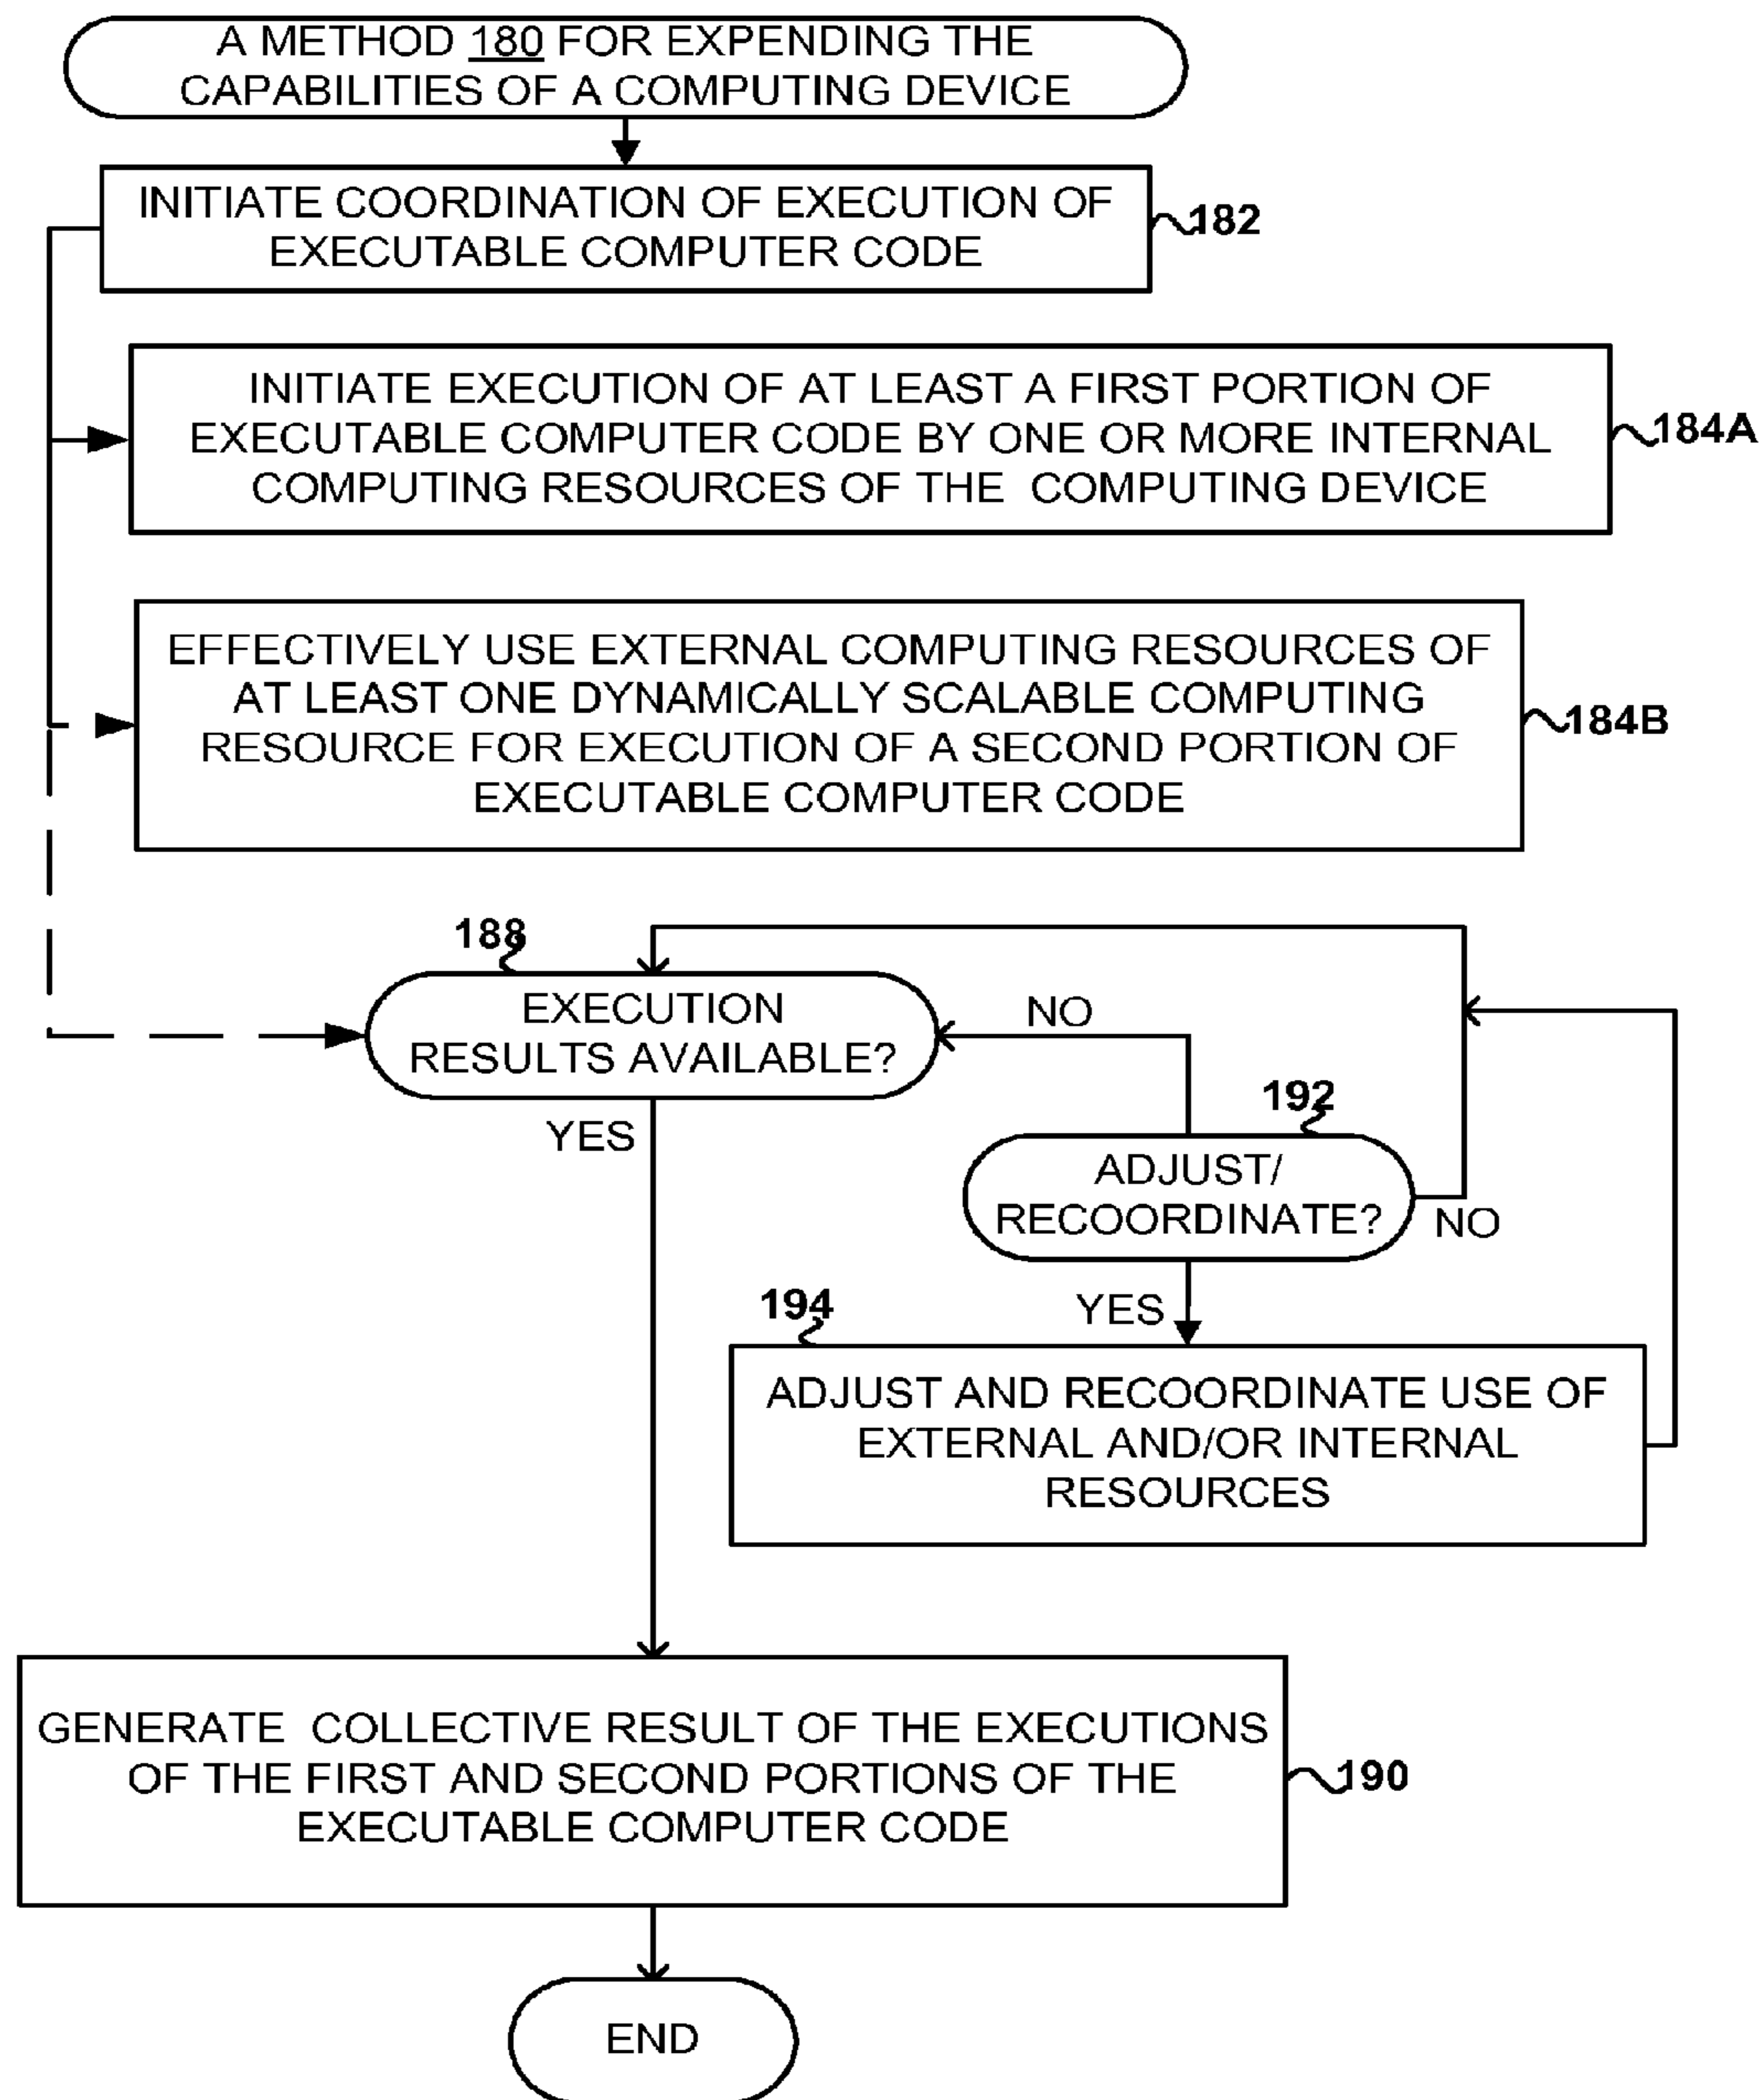 A METHOD 180 FOR EXPENDING THE
CAPABILITIES OF A COMPUTING DEVICE
INITIATE COORDINATION OF EXECUTION OF
EXECUTABLE COMPUTER CODE
182
INITIATE EXECUTION OF AT LEAST A FIRST PORTION OF
EXECUTABLE COMPUTER CODE BY ONE OR MORE INTERNAL
COMPUTING RESOURCES OF THE COMPUTING DEVICE
184A
EFFECTIVELY USE EXTERNAL COMPUTING RESOURCES OF
AT LEAST ONE DYNAMICALLY SCALABLE COMPUTING
RESOURCE FOR EXECUTION OF A SECOND PORTION OF
EXECUTABLE COMPUTER CODE
184B
188
EXECUTION
RESULTS AVAILABLE?
NO
YES
192
ADJUST/
RECOORDINATE?
NO
YES
194
ADJUST AND RECOORDINATE USE OF
EXTERNAL AND/OR INTERNAL
RESOURCES
GENERATE COLLECTIVE RESULT OF THE EXECUTIONS
OF THE FIRST AND SECOND PORTIONS OF THE
EXECUTABLE COMPUTER CODE
190
END